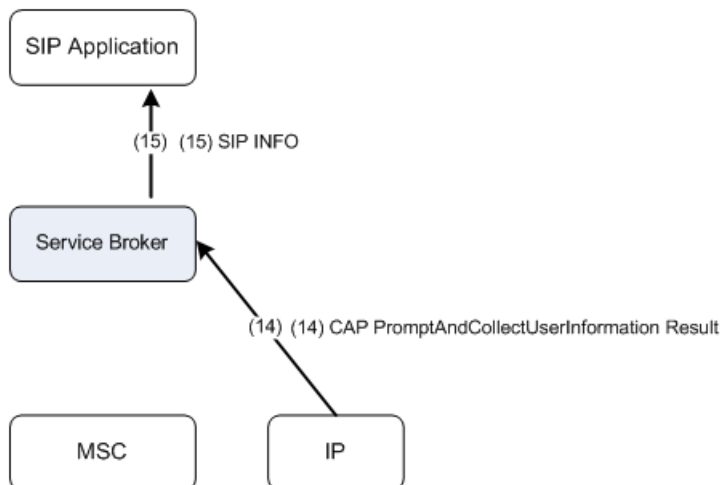 SIP Application
(15) (15) SIP INFO
Service Broker
(14) (14) CAP PromptAndCollectUserInformation Result
MSC
IP